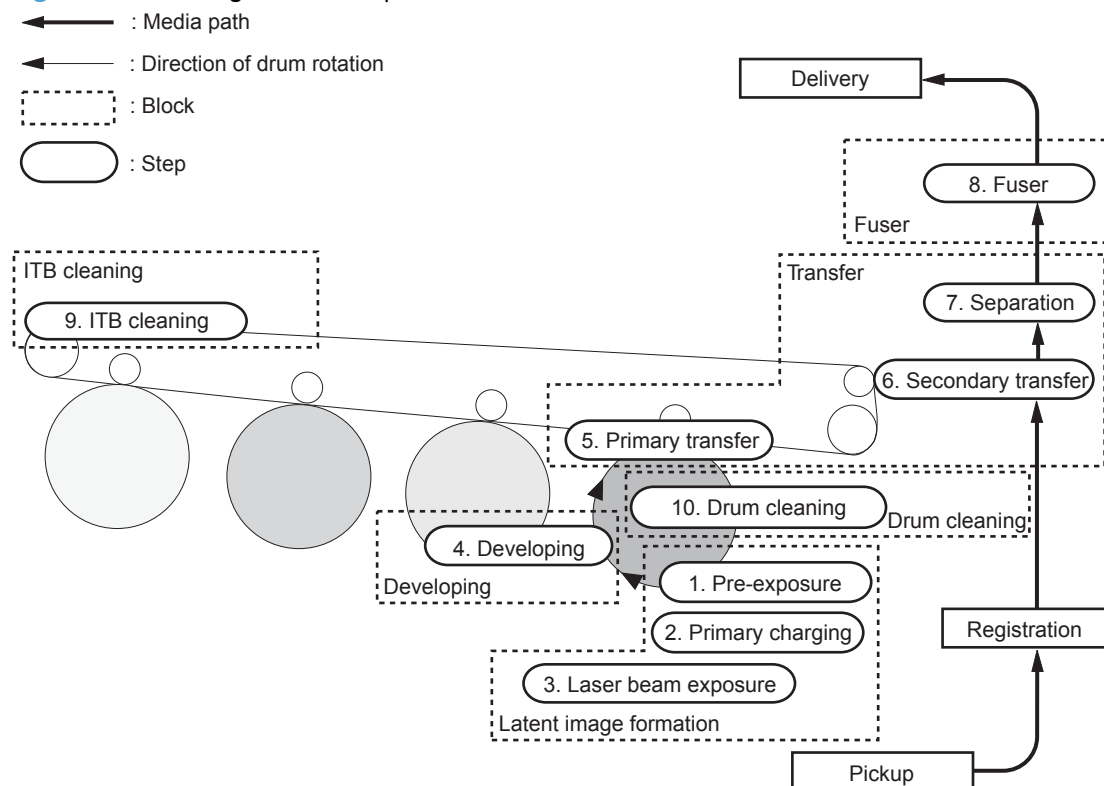 : Media path
: Direction of drum rotation
: Block
: Step
Delivery
8. Fuser
Fuser
ITB cleaning
Transfer
9. ITB cleaning
7. Separation
6. Secondary transfer
5. Primary transfer
10. Drum cleaning
Drum cleaning
4. Developing
Developing
1. Pre-exposure
2. Primary charging
Registration
3. Laser beam exposure
Latent image formation
Pickup